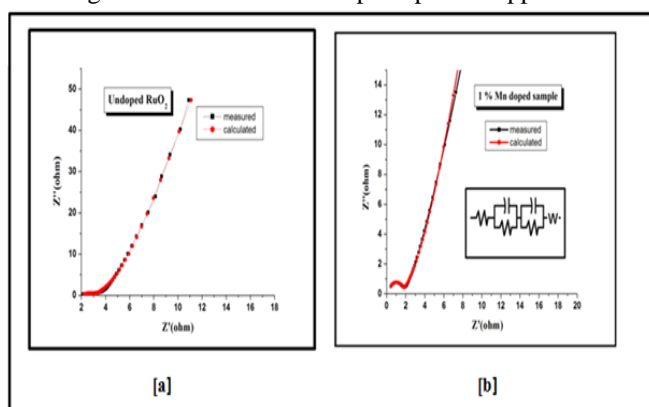 Undoped RuO₂
measured
calculated
Z''(ohm)
50
40
30
20
10
0
2 4 6 8 10 12 14 16 18
Z'(ohm)
[a]
1 % Mn doped sample
measured
calculated
Z''(ohm)
14
12
10
8
6
4
2
0
W
0 2 4 6 8 10 12 14 16 18 20
Z'(ohm)
[b]